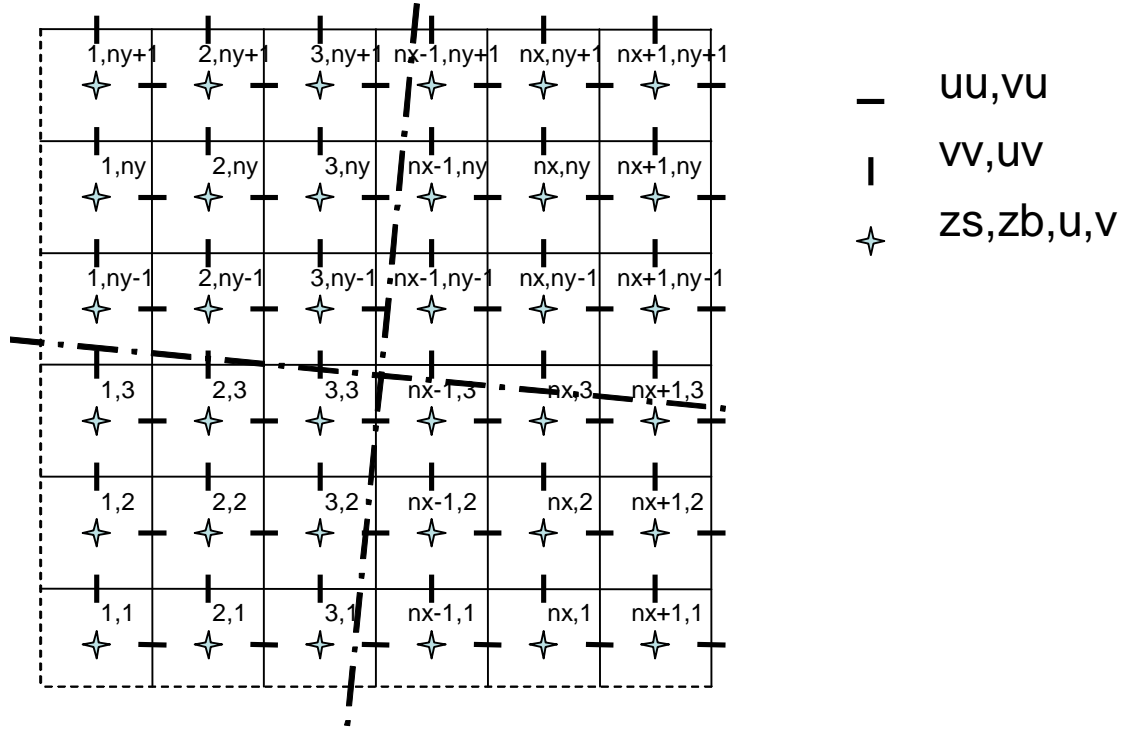 1,ny+1 2,ny+1 3,ny+1 nx-1,ny+1 nx,ny+1 nx+1,ny+1
1,ny 2,ny 3,ny nx-1,ny nx,ny nx+1,ny
1,ny-1 2,ny-1 3,ny-1 nx-1,ny-1 nx,ny-1 nx+1,ny-1
1,3 2,3 3,3 nx-1,3 nx,3 nx+1,3
1,2 2,2 3,2 nx-1,2 nx,2 nx+1,2
1,1 2,1 3,1 nx-1,1 nx,1 nx+1,1
uu,vu
vv,uv
zs,zb,u,v